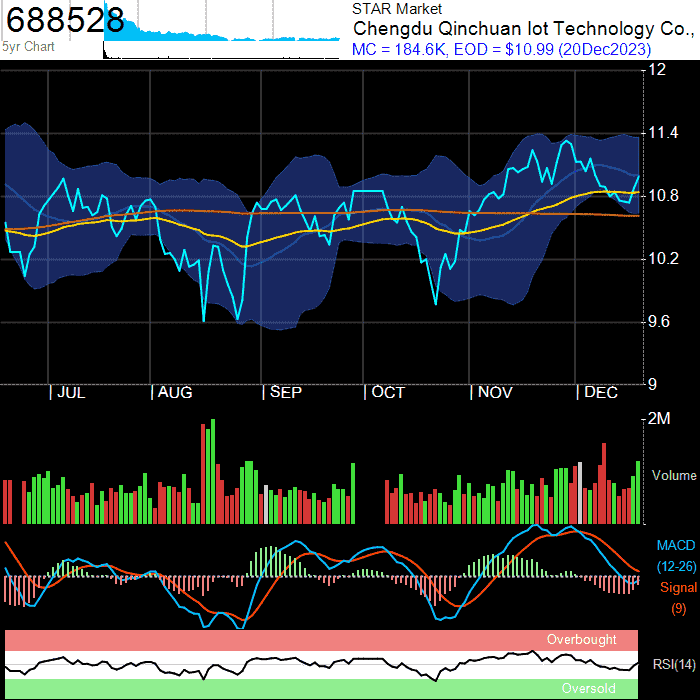 688528
5yr Chart
STAR Market
Chengdu Qinchuan Iot Technology Co.,
MC = 184.6K, EOD = $10.99 (20Dec2023)
12
11.4
10.8
10.2
9.6
9
| JUL | AUG | SEP | OCT | NOV | DEC
2M
Volume
MACD
(12-26)
Signal
(9)
Overbought
RSI(14)
Oversold